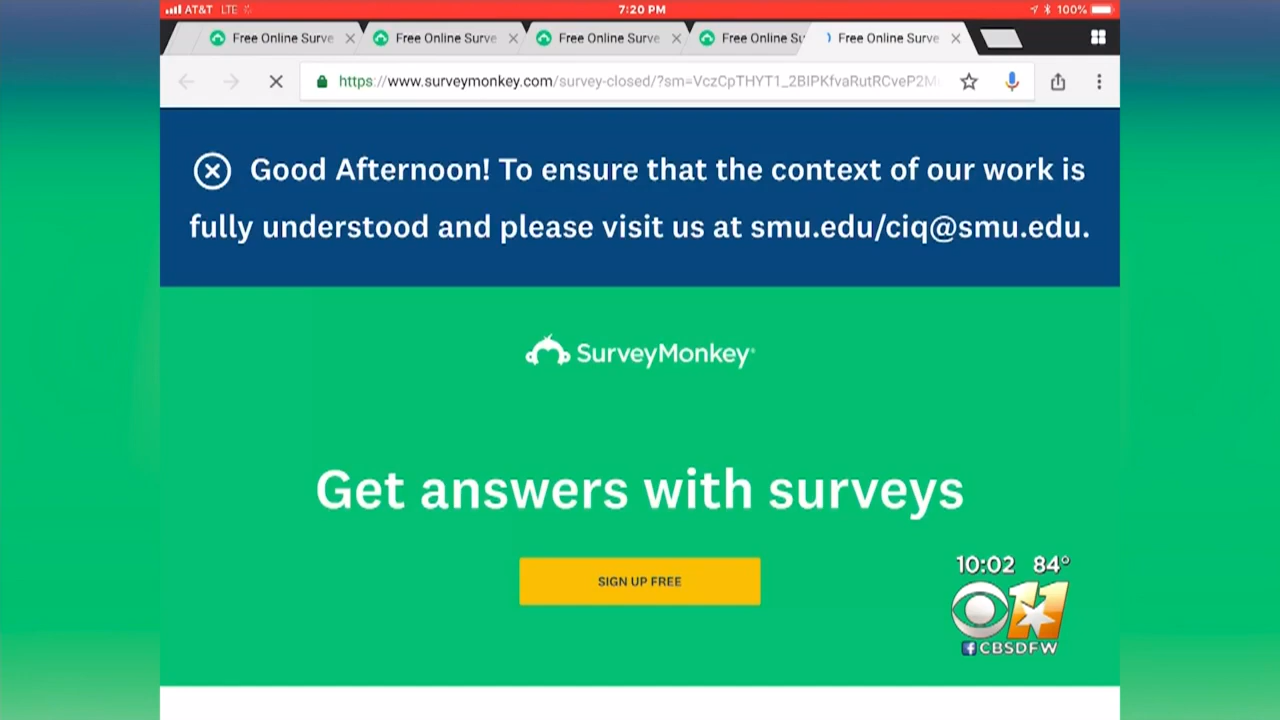 AT&T LTE 7:20 PM 100%
Free Online Surve Free Online Surve Free Online Surve Free Online Su Free Online Surve
https://www.surveymonkey.com/survey-closed/?sm=VczCpTHYT1_2BIPKfvaRutRCveP2M
Good Afternoon! To ensure that the context of our work is
fully understood and please visit us at smu.edu/ciq@smu.edu.
SurveyMonkey
Get answers with surveys
SIGN UP FREE
10:02 84°
11
f CBSDFW